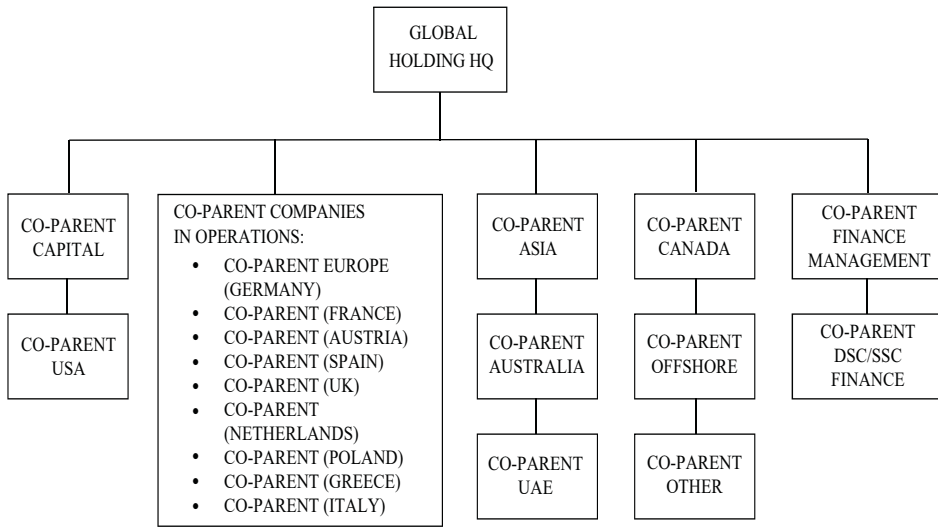 GLOBAL
HOLDING HQ
CO-PARENT
CAPITAL
CO-PARENT
USA
CO-PARENT COMPANIES
IN OPERATIONS:
• CO-PARENT EUROPE
(GERMANY)
• CO-PARENT (FRANCE)
• CO-PARENT (AUSTRIA)
• CO-PARENT (SPAIN)
• CO-PARENT (UK)
• CO-PARENT
(NETHERLANDS)
• CO-PARENT (POLAND)
• CO-PARENT (GREECE)
• CO-PARENT (ITALY)
CO-PARENT
ASIA
CO-PARENT
AUSTRALIA
CO-PARENT
UAE
CO-PARENT
CANADA
CO-PARENT
OFFSHORE
CO-PARENT
OTHER
CO-PARENT
FINANCE
MANAGEMENT
CO-PARENT
DSC/SSC
FINANCE